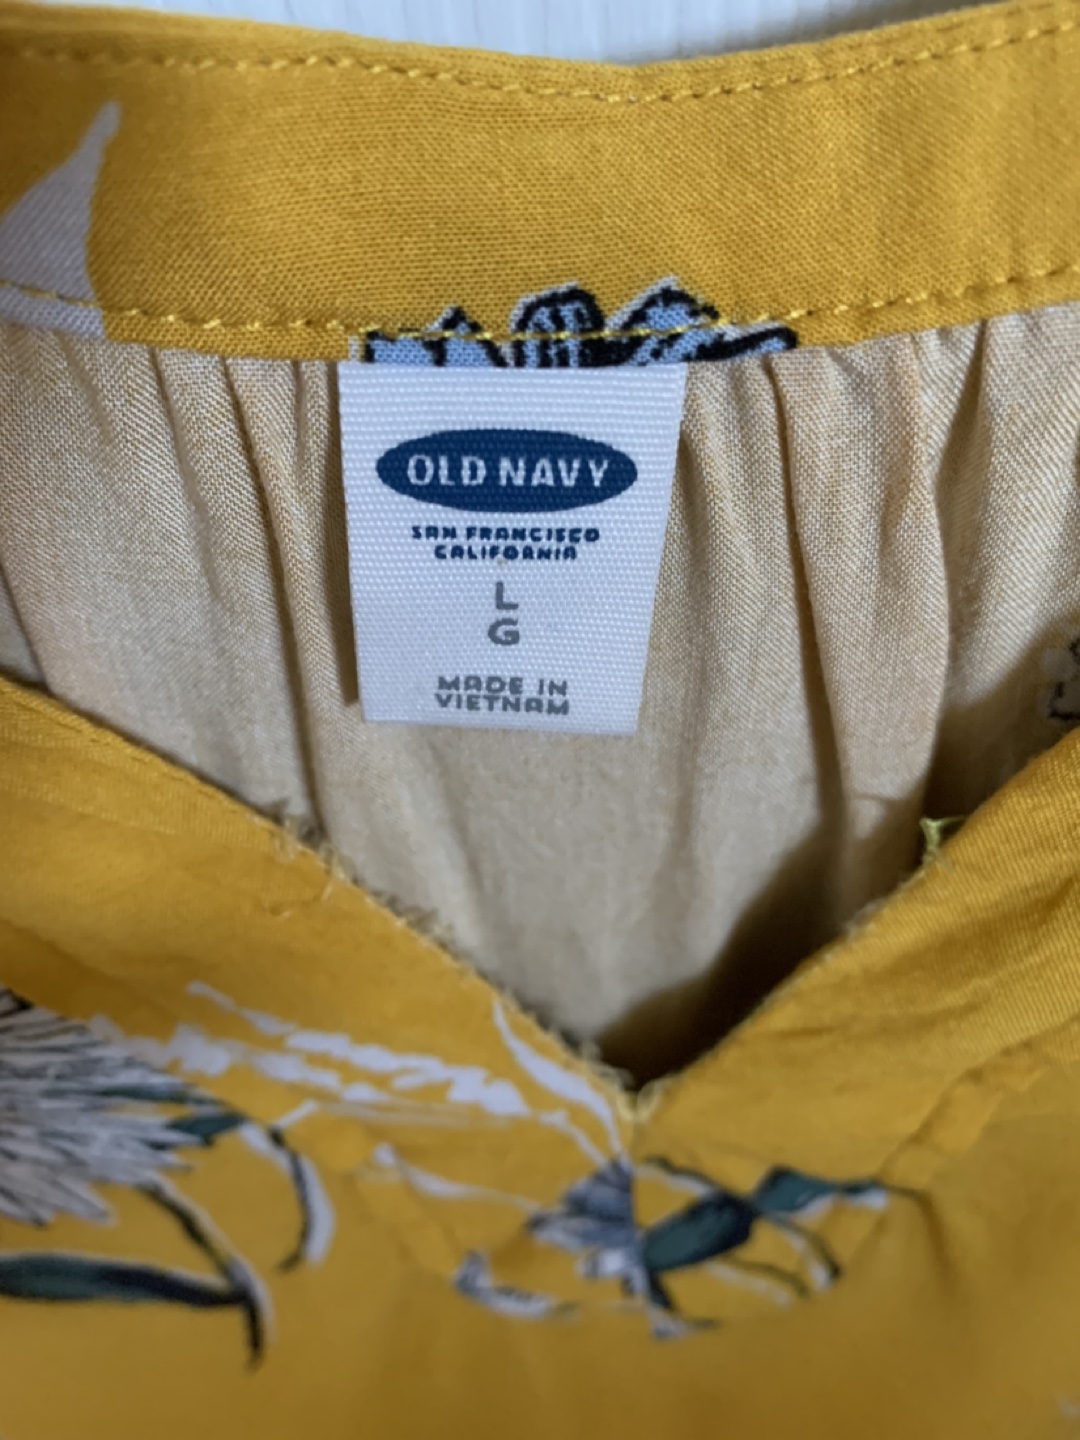 OLD NAVY
SAN FRANCISCO
CALIFORNIA
L
G
MADE IN
VIETNAM